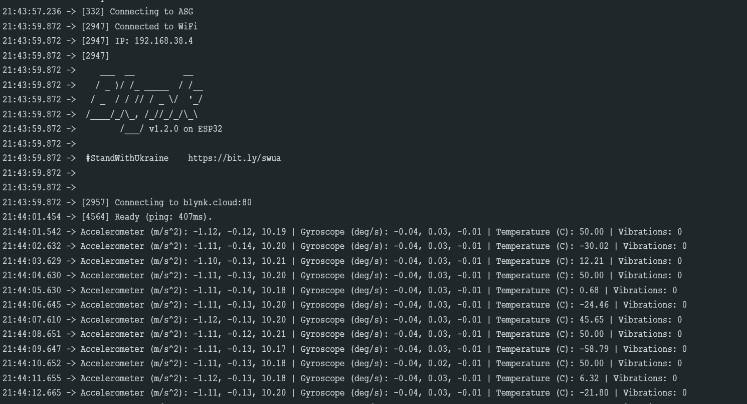 21:43:57.236 -> [332] Connecting to ASG
21:43:59.872 -> [2947] Connected to WiFi
21:43:59.872 -> [2947] IP: 192.168.38.4
21:43:59.872 -> [2947]
21:43:59.872 ->     ___  __          __
21:43:59.872 ->    / _ )/ /_ _____  / /__
21:43:59.872 ->   / _  / / // / _ \/  '_/
21:43:59.872 ->  /____/_/\_, /_//_/_/\_\
21:43:59.872 ->         /___/ v1.2.0 on ESP32
21:43:59.872 ->
21:43:59.872 ->  #StandWithUkraine    https://bit.ly/swua
21:43:59.872 ->
21:43:59.872 ->
21:43:59.872 -> [2957] Connecting to blynk.cloud:80
21:44:01.454 -> [4564] Ready (ping: 407ms).
21:44:01.542 -> Accelerometer (m/s^2): -1.12, -0.12, 10.19 | Gyroscope (deg/s): -0.04, 0.03, -0.01 | Temperature (C): 50.00 | Vibrations: 0
21:44:02.632 -> Accelerometer (m/s^2): -1.11, -0.14, 10.20 | Gyroscope (deg/s): -0.04, 0.03, -0.01 | Temperature (C): -30.02 | Vibrations: 0
21:44:03.629 -> Accelerometer (m/s^2): -1.10, -0.13, 10.21 | Gyroscope (deg/s): -0.04, 0.03, -0.01 | Temperature (C): 12.21 | Vibrations: 0
21:44:04.630 -> Accelerometer (m/s^2): -1.11, -0.13, 10.20 | Gyroscope (deg/s): -0.04, 0.03, -0.01 | Temperature (C): 50.00 | Vibrations: 0
21:44:05.630 -> Accelerometer (m/s^2): -1.11, -0.14, 10.18 | Gyroscope (deg/s): -0.04, 0.03, -0.01 | Temperature (C): 0.68 | Vibrations: 0
21:44:06.645 -> Accelerometer (m/s^2): -1.11, -0.13, 10.20 | Gyroscope (deg/s): -0.04, 0.03, -0.01 | Temperature (C): -24.46 | Vibrations: 0
21:44:07.610 -> Accelerometer (m/s^2): -1.12, -0.13, 10.20 | Gyroscope (deg/s): -0.04, 0.03, -0.01 | Temperature (C): 45.65 | Vibrations: 0
21:44:08.651 -> Accelerometer (m/s^2): -1.11, -0.12, 10.21 | Gyroscope (deg/s): -0.04, 0.03, -0.01 | Temperature (C): 50.00 | Vibrations: 0
21:44:09.647 -> Accelerometer (m/s^2): -1.11, -0.13, 10.17 | Gyroscope (deg/s): -0.04, 0.03, -0.01 | Temperature (C): -58.79 | Vibrations: 0
21:44:10.652 -> Accelerometer (m/s^2): -1.11, -0.13, 10.18 | Gyroscope (deg/s): -0.04, 0.02, -0.01 | Temperature (C): 50.00 | Vibrations: 0
21:44:11.655 -> Accelerometer (m/s^2): -1.12, -0.13, 10.18 | Gyroscope (deg/s): -0.04, 0.03, -0.01 | Temperature (C): 6.32 | Vibrations: 0
21:44:12.665 -> Accelerometer (m/s^2): -1.11, -0.13, 10.20 | Gyroscope (deg/s): -0.04, 0.03, -0.01 | Temperature (C): -21.80 | Vibrations: 0